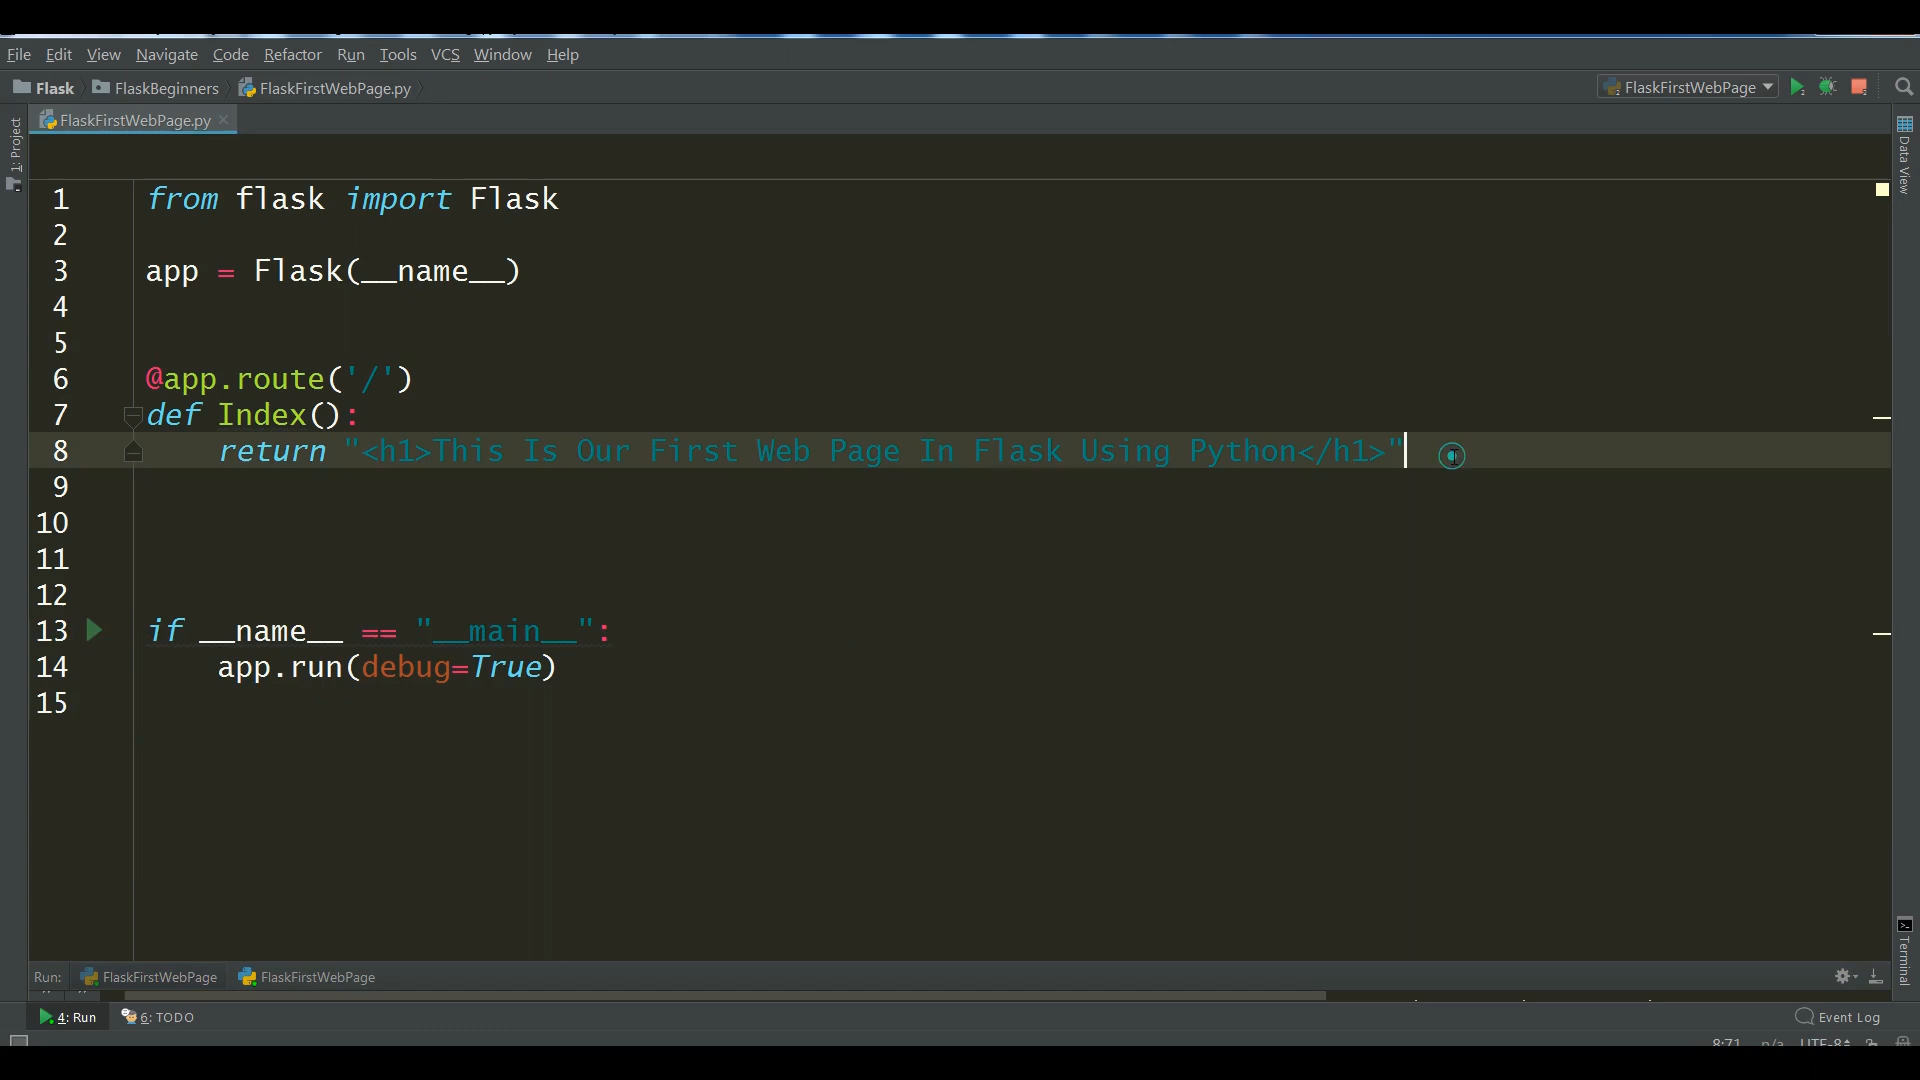 File Edit View Navigate Code Refactor Run Tools VCS Window Help
Flask FlaskBeginners FlaskFirstWebPage.py FlaskFirstWebPage
FlaskFirstWebPage.py
1: Project
Data View
1 from flask import Flask
2
3 app = Flask(__name__)
4
5
6 @app.route('/')
7 def Index():
8     return "<h1>This Is Our First Web Page In Flask Using Python</h1>"
9
10
11
12
13 if __name__ == "__main__":
14     app.run(debug=True)
15
Terminal
Run: FlaskFirstWebPage FlaskFirstWebPage
4: Run 6: TODO Event Log
8:71 n/a UTF-8